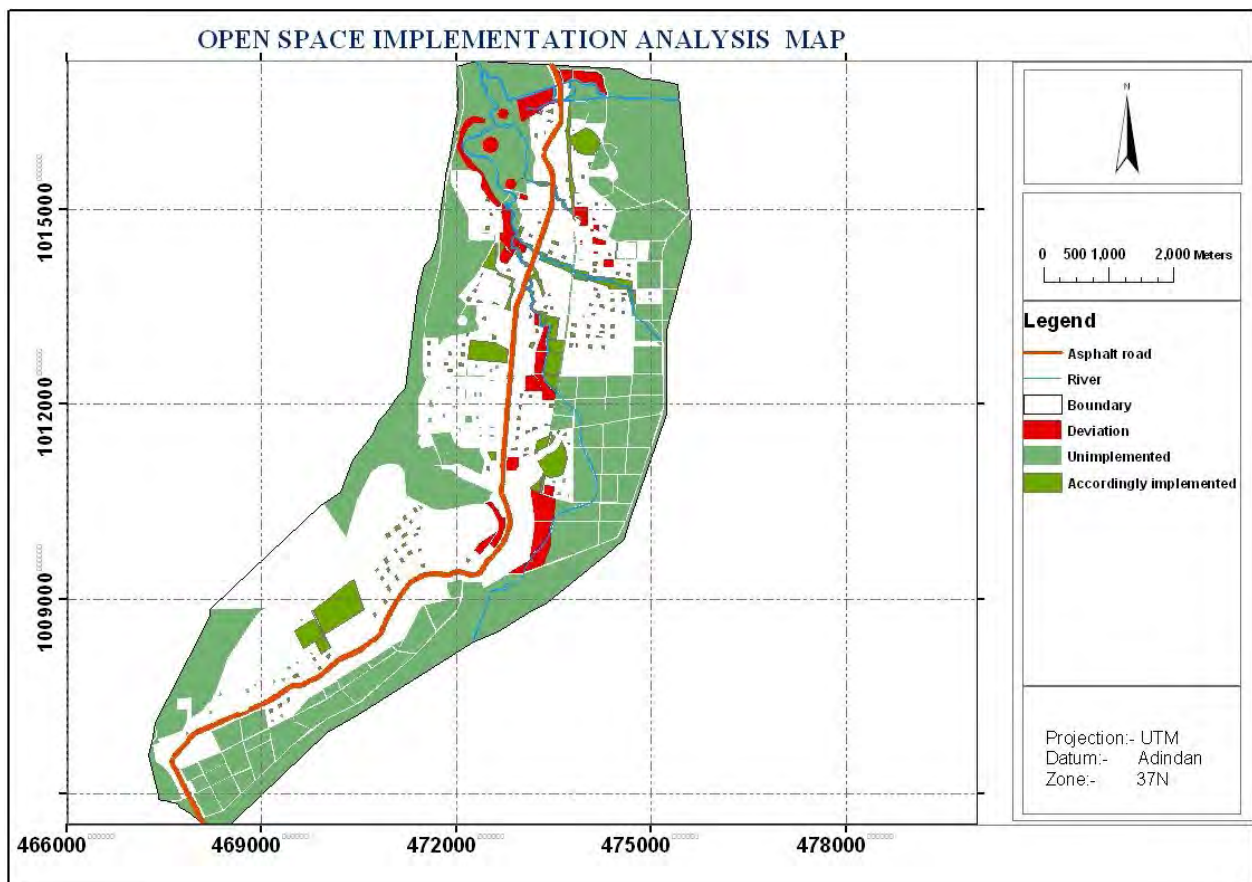 OPEN SPACE IMPLEMENTATION ANALYSIS MAP
N
0 500 1,000 2,000 Meters
Legend
Asphalt road
River
Boundary
Deviation
Unimplemented
Accordingly implemented
Projection:- UTM
Datum:- Adindan
Zone:- 37N
1015000
1012000
1009000
466000 469000 472000 475000 478000